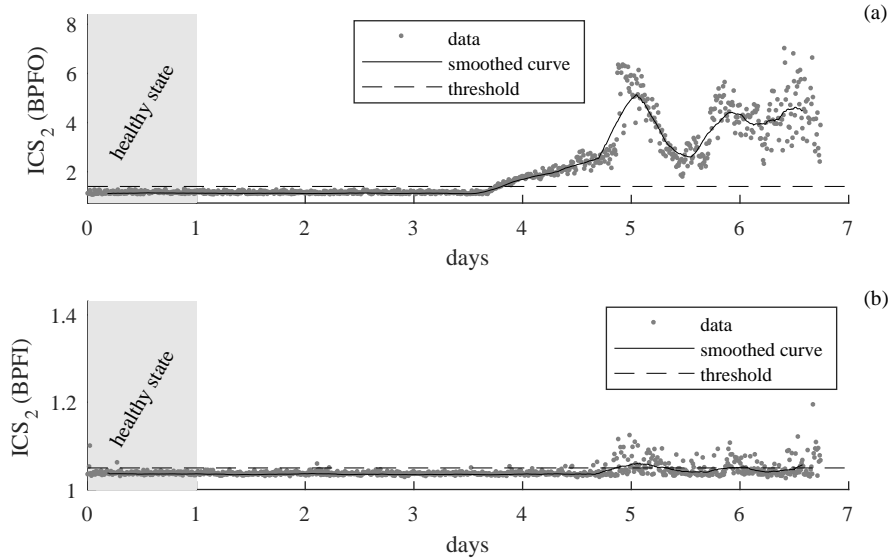 (a)
8
6
4
2
ICS2 (BPFO)
healthy state
data
smoothed curve
threshold
0 1 2 3 4 5 6 7
days
(b)
1.4
1.2
1
ICS2 (BPFI)
healthy state
data
smoothed curve
threshold
0 1 2 3 4 5 6 7
days